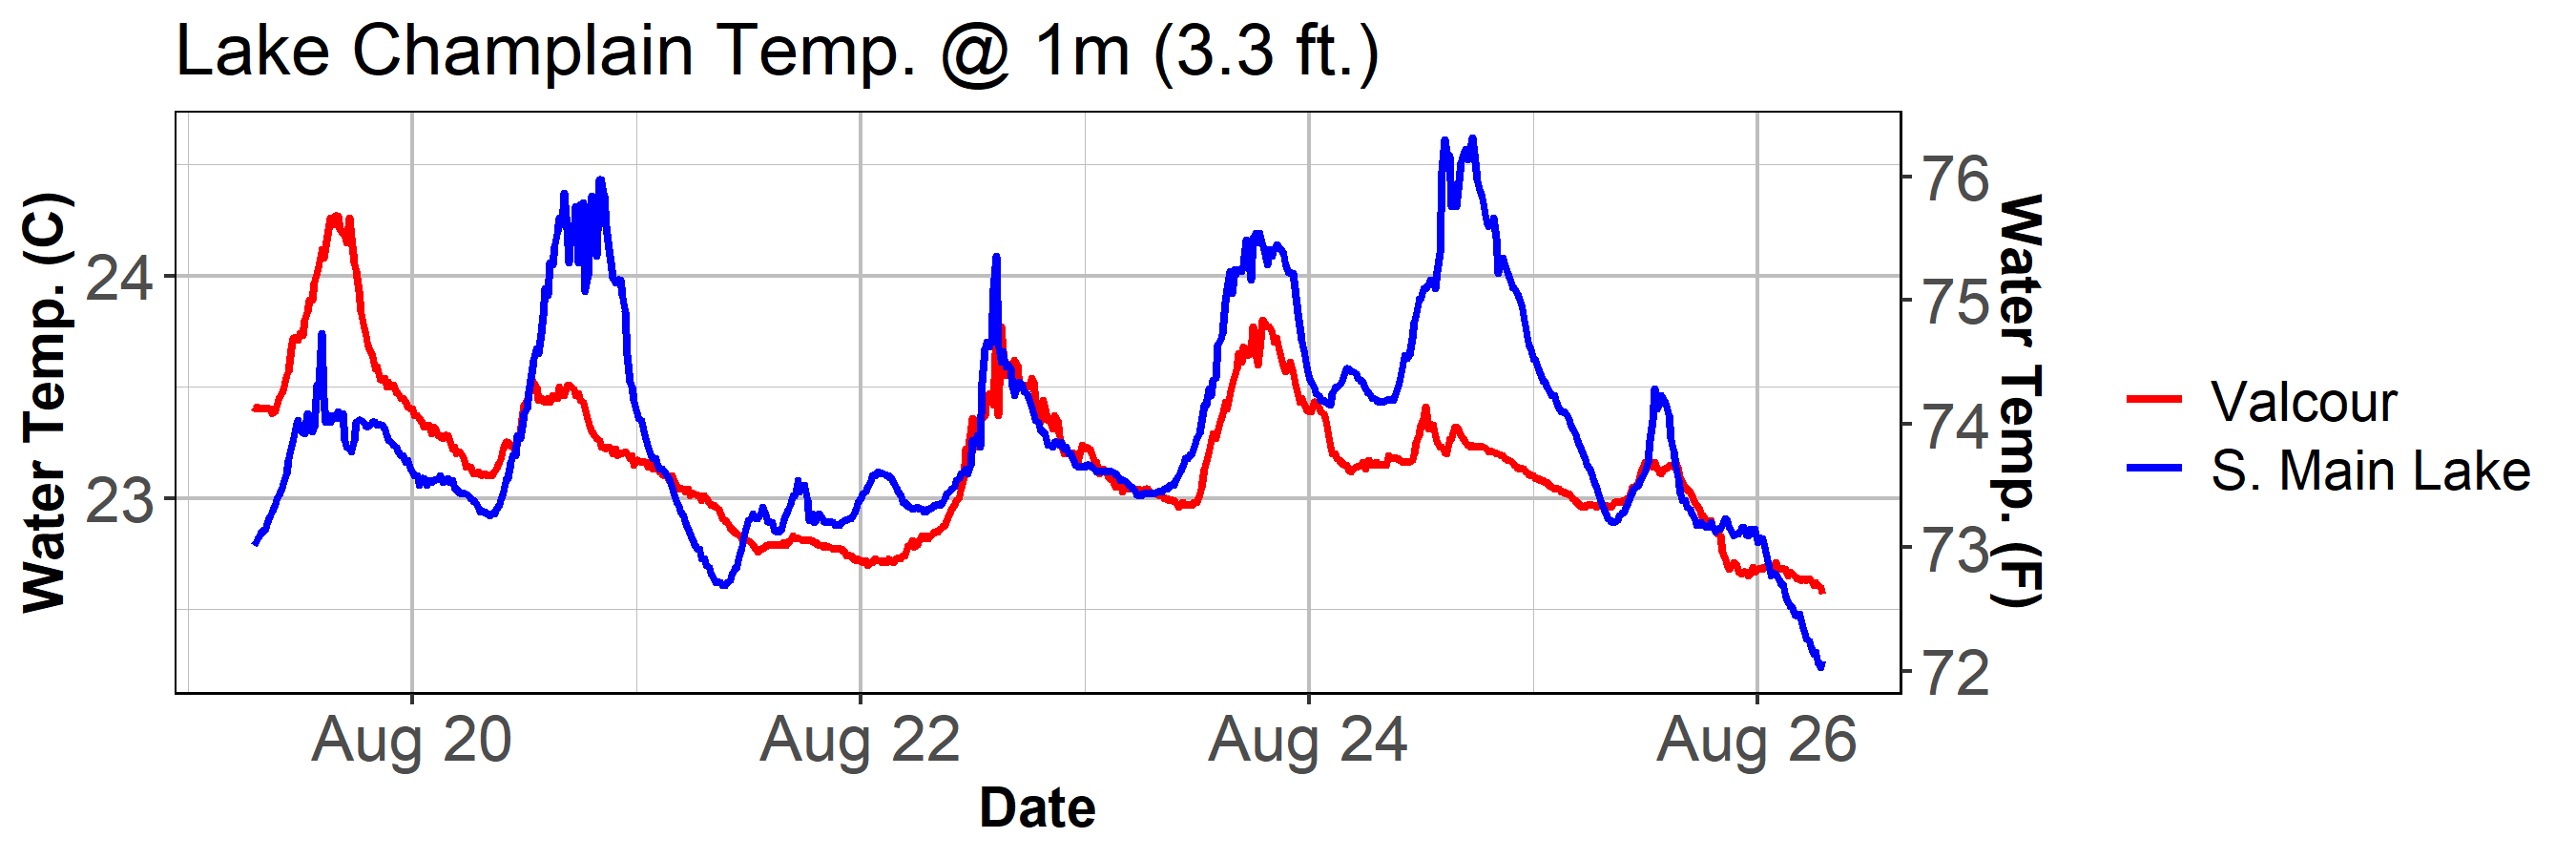 Lake Champlain Temp. @ 1m (3.3 ft.)
Water Temp. (C)
24
23
76
75
74
73
72
Water Temp. (F)
Aug 20
Aug 22
Aug 24
Aug 26
Date
Valcour
S. Main Lake